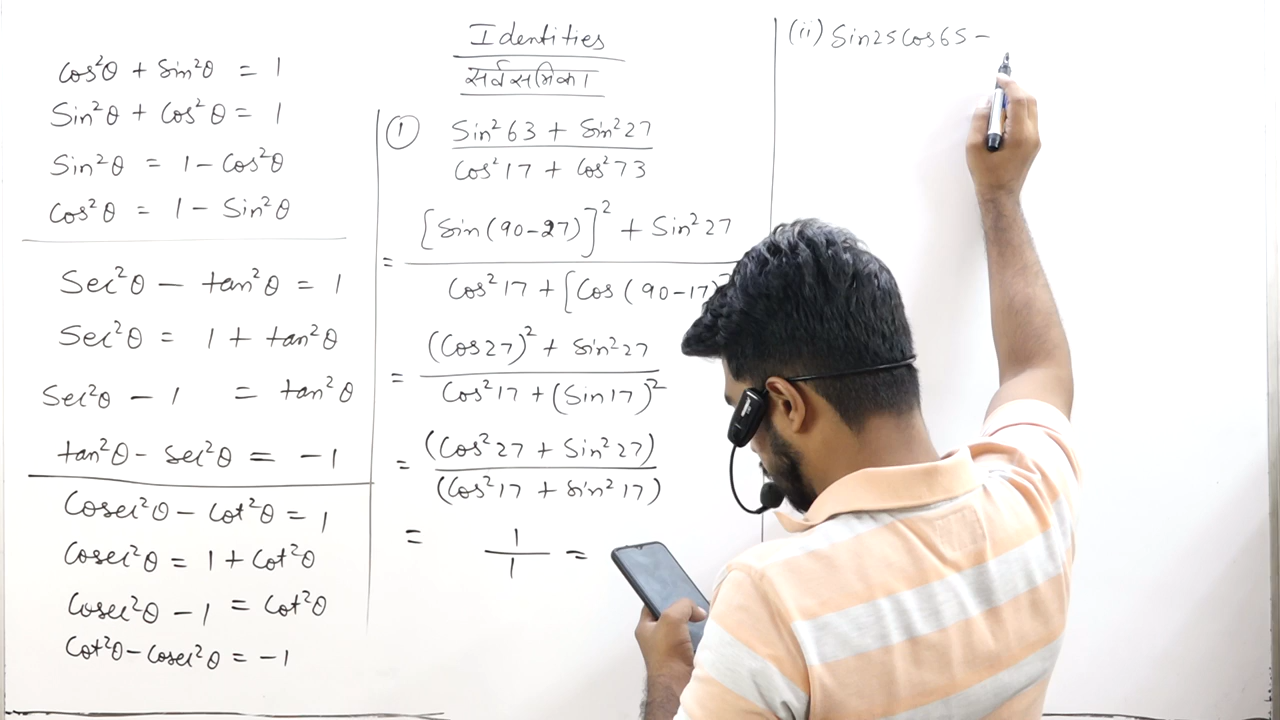 cos²θ + sin²θ = 1
Sin²θ + Cos²θ = 1
Sin²θ = 1 - Cos²θ
Cos²θ = 1 - Sin²θ
Sec²θ - tan²θ = 1
Sec²θ = 1 + tan²θ
Sec²θ - 1 = tan²θ
tan²θ - sec²θ = -1
Cosec²θ - Cot²θ = 1
Cosec²θ = 1 + Cot²θ
Cosec²θ - 1 = Cot²θ
Cot²θ - cosec²θ = -1
Identities
सर्वसमिका।
① Sin²63 + Sin²27
Cos²17 + Cos²73
= [Sin(90-27)]² + Sin²27
Cos²17 + [Cos(90-17)
= (Cos27)² + Sin²27
Cos²17 + (Sin17)²
= (Cos²27 + Sin²27)
(Cos²17 + Sin²17)
= 1
1 =
(ii) Sin25 Cos65 -